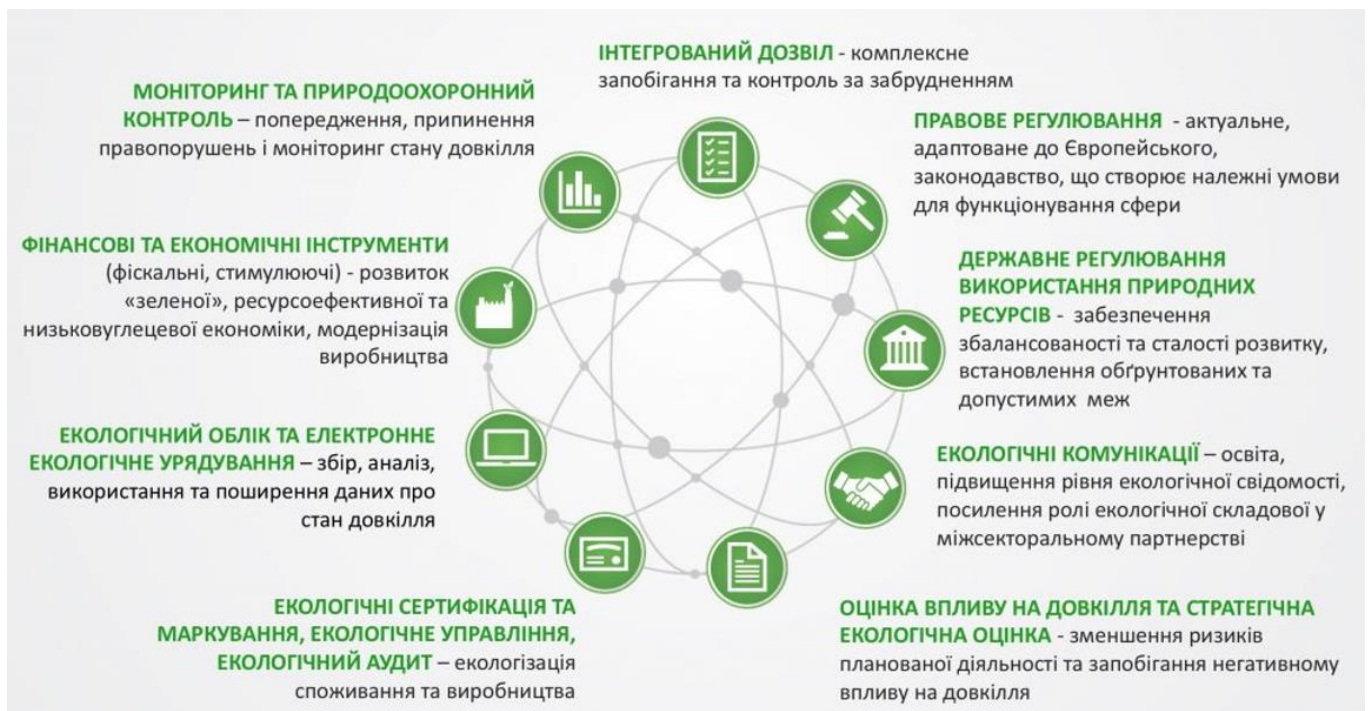 ІНТЕГРОВАНИЙ ДОЗВІЛ - комплексне
запобігання та контроль за забрудненням
ПРАВОВЕ РЕГУЛЮВАННЯ - актуальне,
адаптоване до Європейського,
законодавство, що створює належні умови
для функціонування сфери
ДЕРЖАВНЕ РЕГУЛЮВАННЯ
ВИКОРИСТАННЯ ПРИРОДНИХ
РЕСУРСІВ - забезпечення
збалансованості та сталості розвитку,
встановлення обґрунтованих та
допустимих меж
ЕКОЛОГІЧНІ КОМУНІКАЦІЇ – освіта,
підвищення рівня екологічної свідомості,
посилення ролі екологічної складової у
міжсекторальному партнерстві
ОЦІНКА ВПЛИВУ НА ДОВКІЛЛЯ ТА СТРАТЕГІЧНА
ЕКОЛОГІЧНА ОЦІНКА - зменшення ризиків
планованої діяльності та запобігання негативному
впливу на довкілля
ЕКОЛОГІЧНІ СЕРТИФІКАЦІЯ ТА
МАРКУВАННЯ, ЕКОЛОГІЧНЕ УПРАВЛІННЯ,
ЕКОЛОГІЧНИЙ АУДИТ – екологізація
споживання та виробництва
ЕКОЛОГІЧНИЙ ОБЛІК ТА ЕЛЕКТРОННЕ
ЕКОЛОГІЧНЕ УРЯДУВАННЯ – збір, аналіз,
використання та поширення даних про
стан довкілля
ФІНАНСОВІ ТА ЕКОНОМІЧНІ ІНСТРУМЕНТИ
(фіскальні, стимулюючі) - розвиток
«зеленої», ресурсоефективної та
низьковуглецевої економіки, модернізація
виробництва
МОНІТОРИНГ ТА ПРИРОДООХОРОННИЙ
КОНТРОЛЬ – попередження, припинення
правопорушень і моніторинг стану довкілля